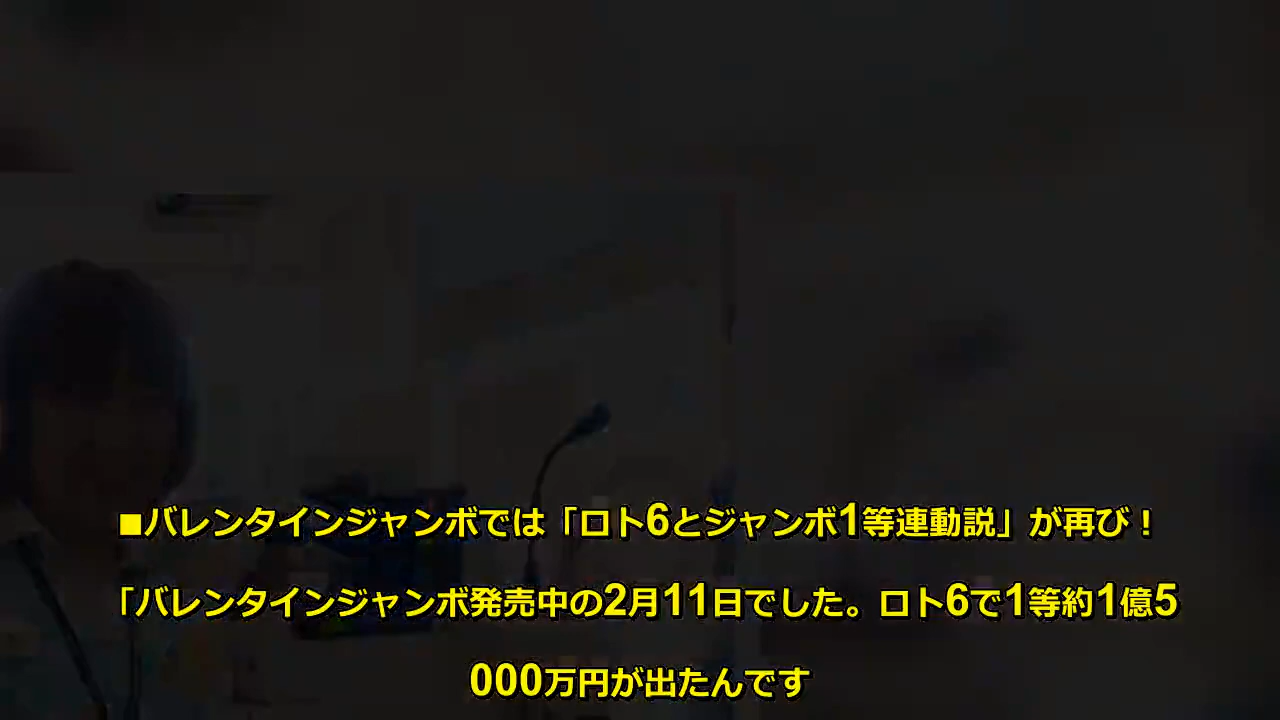 ■バレンタインジャンボでは「ロト6とジャンボ1等連動説」が再び！
「バレンタインジャンボ発売中の2月11日でした。ロト6で1等約1億5
000万円が出たんです